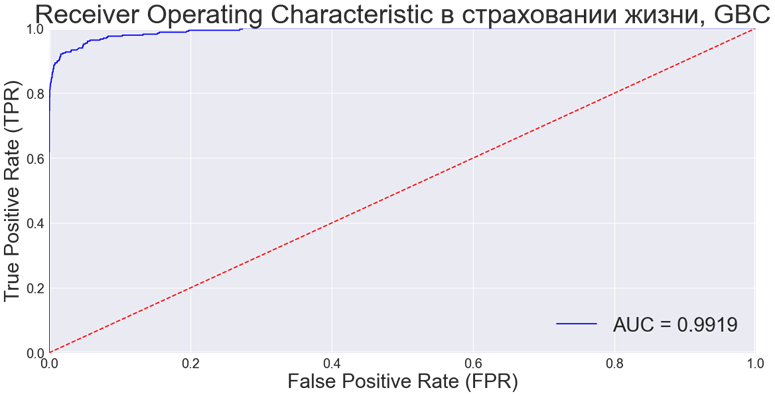 Receiver Operating Characteristic в страховании жизни, GBC
1.0
0.8
0.6
0.4
0.2
0.0
True Positive Rate (TPR)
AUC = 0.9919
0.0 0.2 0.4 0.6 0.8 1.0
False Positive Rate (FPR)